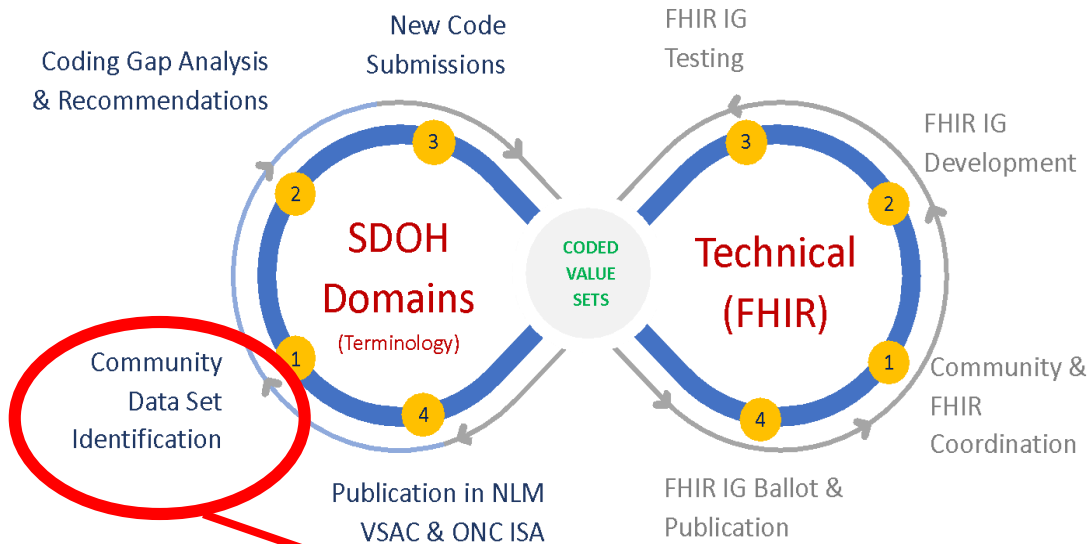 New Code
Submissions
FHIR IG
Testing
Coding Gap Analysis
& Recommendations
FHIR IG
Development
3
3
2
2
SDOH
Domains
(Terminology)
CODED
VALUE
SETS
Technical
(FHIR)
1
1
Community
Data Set
Identification
Community &
FHIR
Coordination
4
4
Publication in NLM
VSAC & ONC ISA
FHIR IG Ballot &
Publication